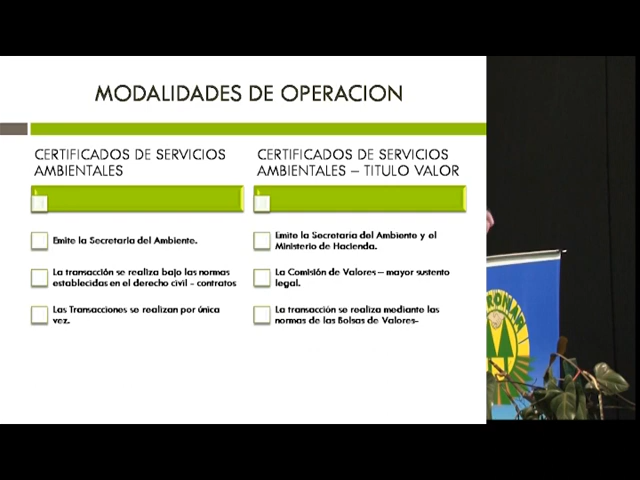 MODALIDADES DE OPERACION
CERTIFICADOS DE SERVICIOS
AMBIENTALES
Emite la Secretaria del Ambiente.
La transacción se realiza bajo las normas
establecidas en el derecho civil - contratos
Las Transacciones se realizan por única
vez.
CERTIFICADOS DE SERVICIOS
AMBIENTALES – TITULO VALOR
Emite la Secretaria del Ambiente y el
Ministerio de Hacienda.
La Comisión de Valores – mayor sustento
legal.
La transacción se realiza mediante las
normas de las Bolsas de Valores-